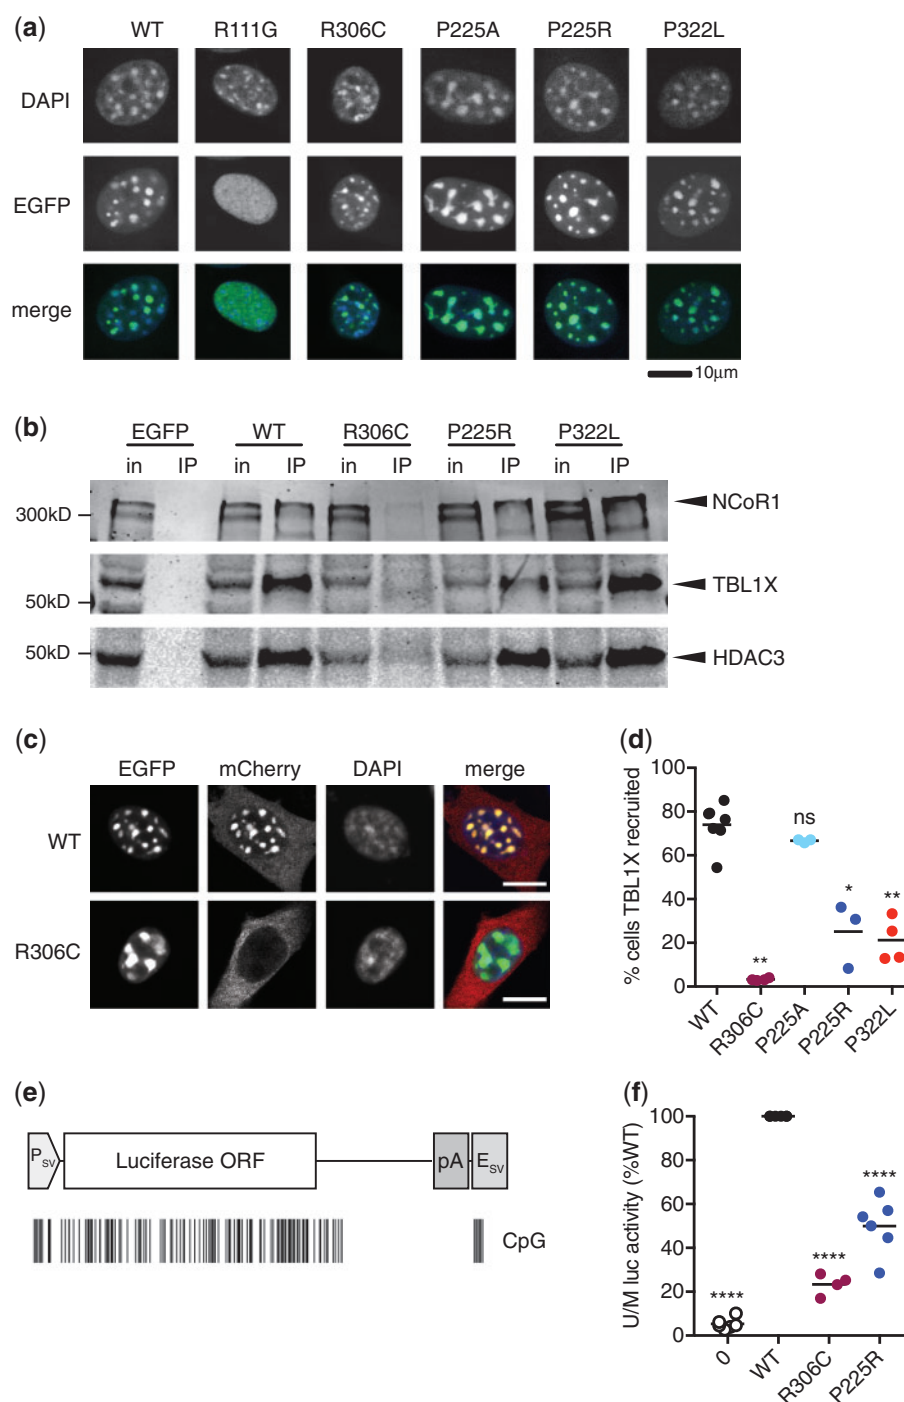 (a)
WT R111G R306C P225A P225R P322L
DAPI
EGFP
merge
10μm
(b)
EGFP WT R306C P225R P322L
in IP in IP in IP in IP in IP
300kD
NCoR1
TBL1X
50kD
50kD
HDAC3
(c)
EGFP mCherry DAPI merge
WT
R306C
(d)
% cells TBL1X recruited
100
80
60
40
20
0
ns
*
**
**
WT R306C P225A P225R P322L
(e)
PSV Luciferase ORF pA ESV
CpG
(f)
U/M luc activity (%WT)
100
80
60
40
20
0
****
****
****
0 WT R306C P225R